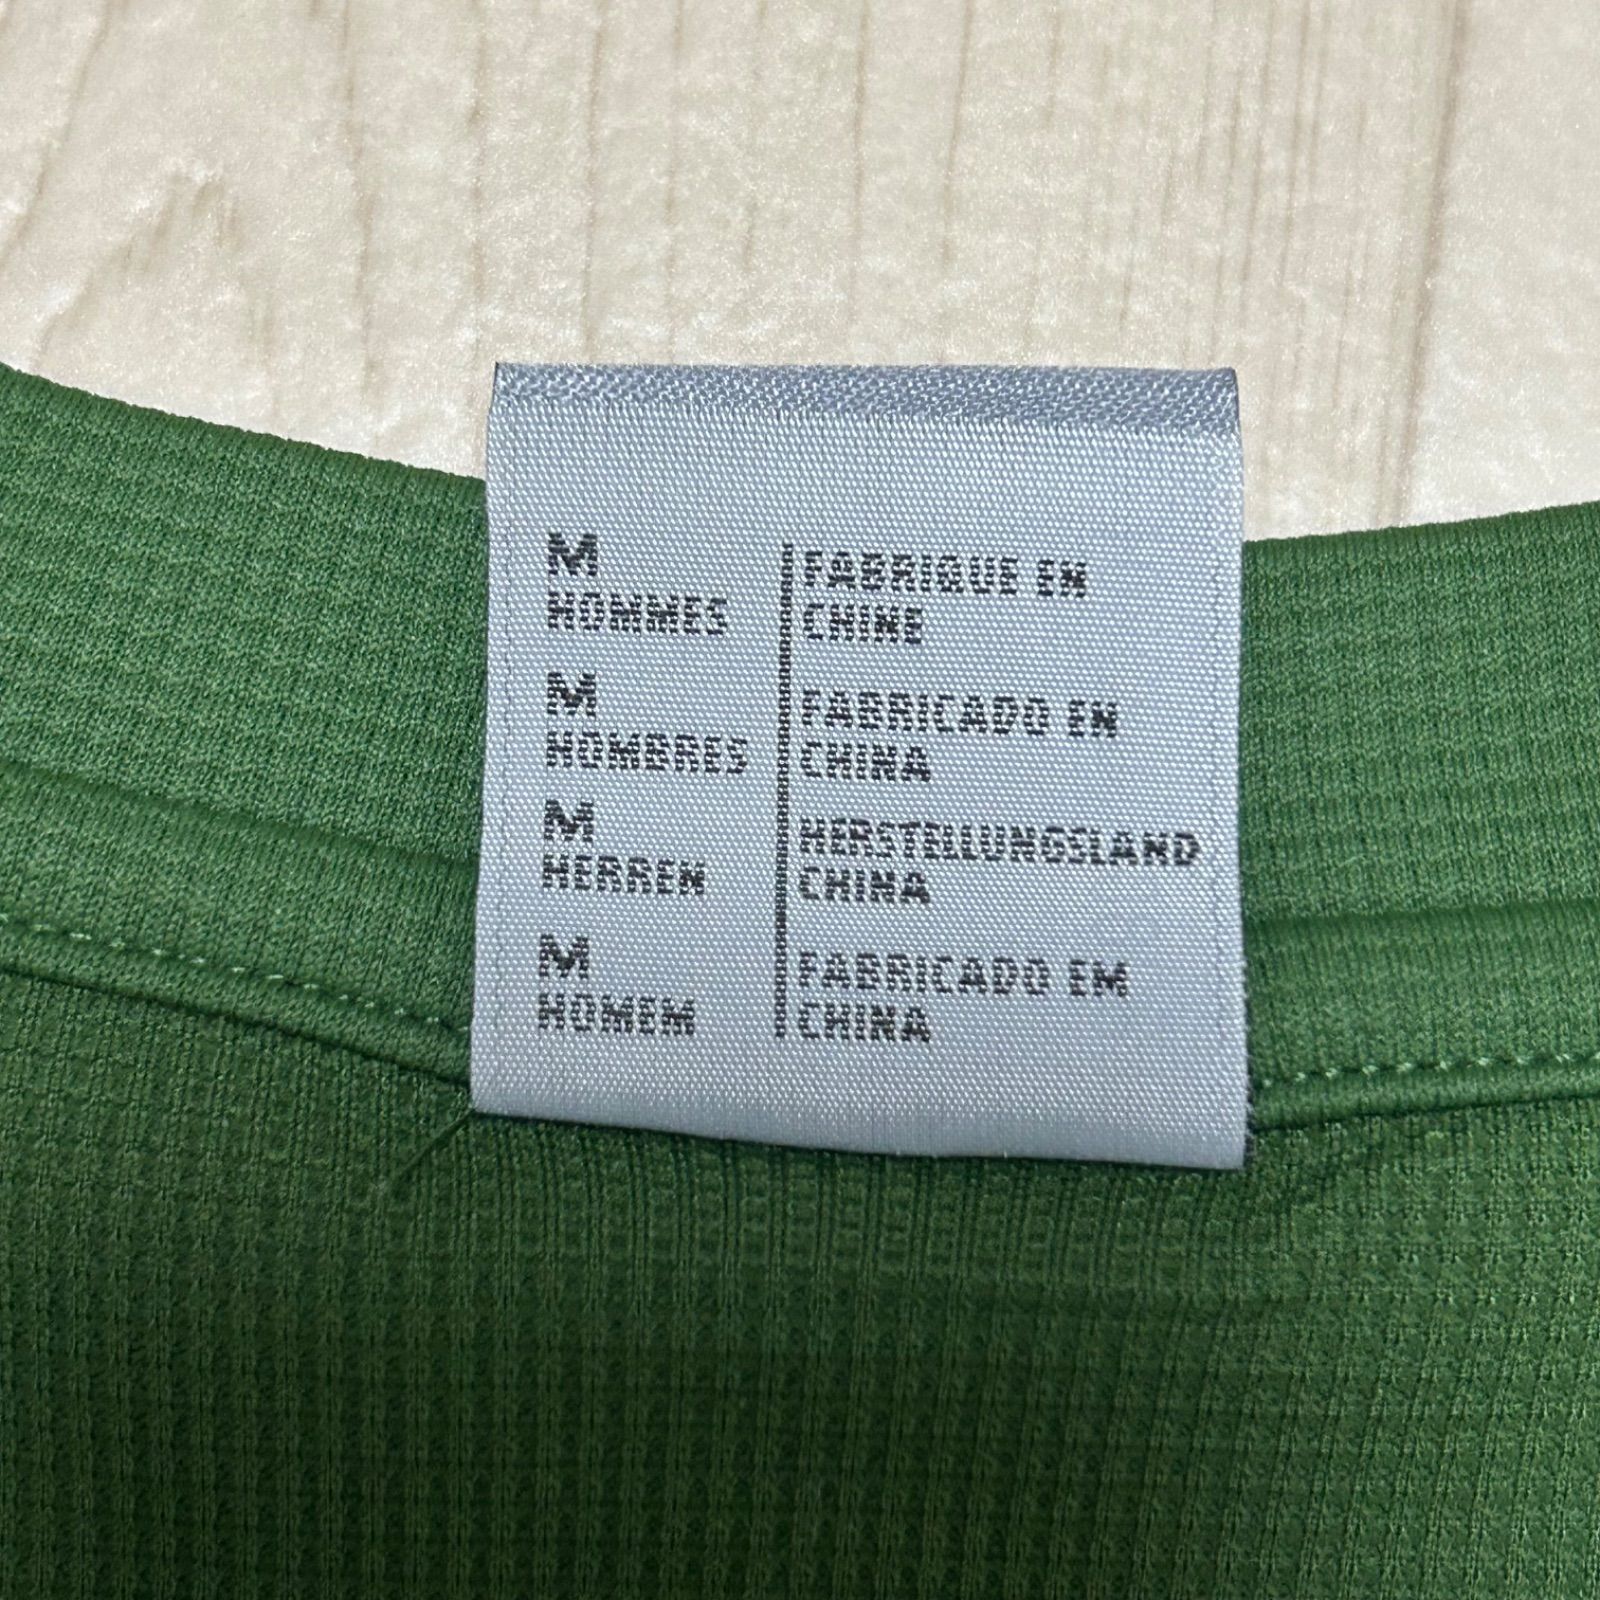 M
HOMMES
FABRIQUE EN
CHINE
M
HOMBRES
FABRICADO EN
CHINA
M
HERREN
HERSTELLUNGSLAND
CHINA
M
HOMEM
FABRICADO EM
CHINA